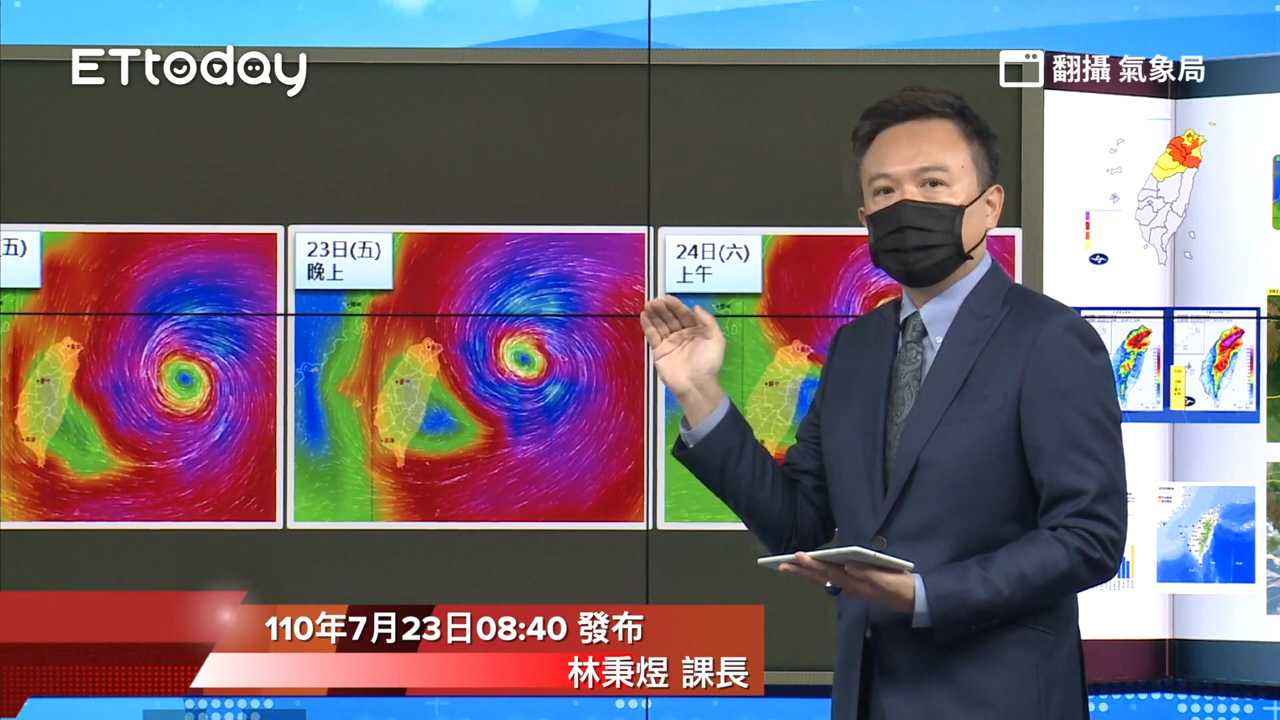 ETtoday
翻攝 氣象局
五)
23日(五)
晚上
24日(六)
上午
110年7月23日08:40 發布
林秉煜 課長